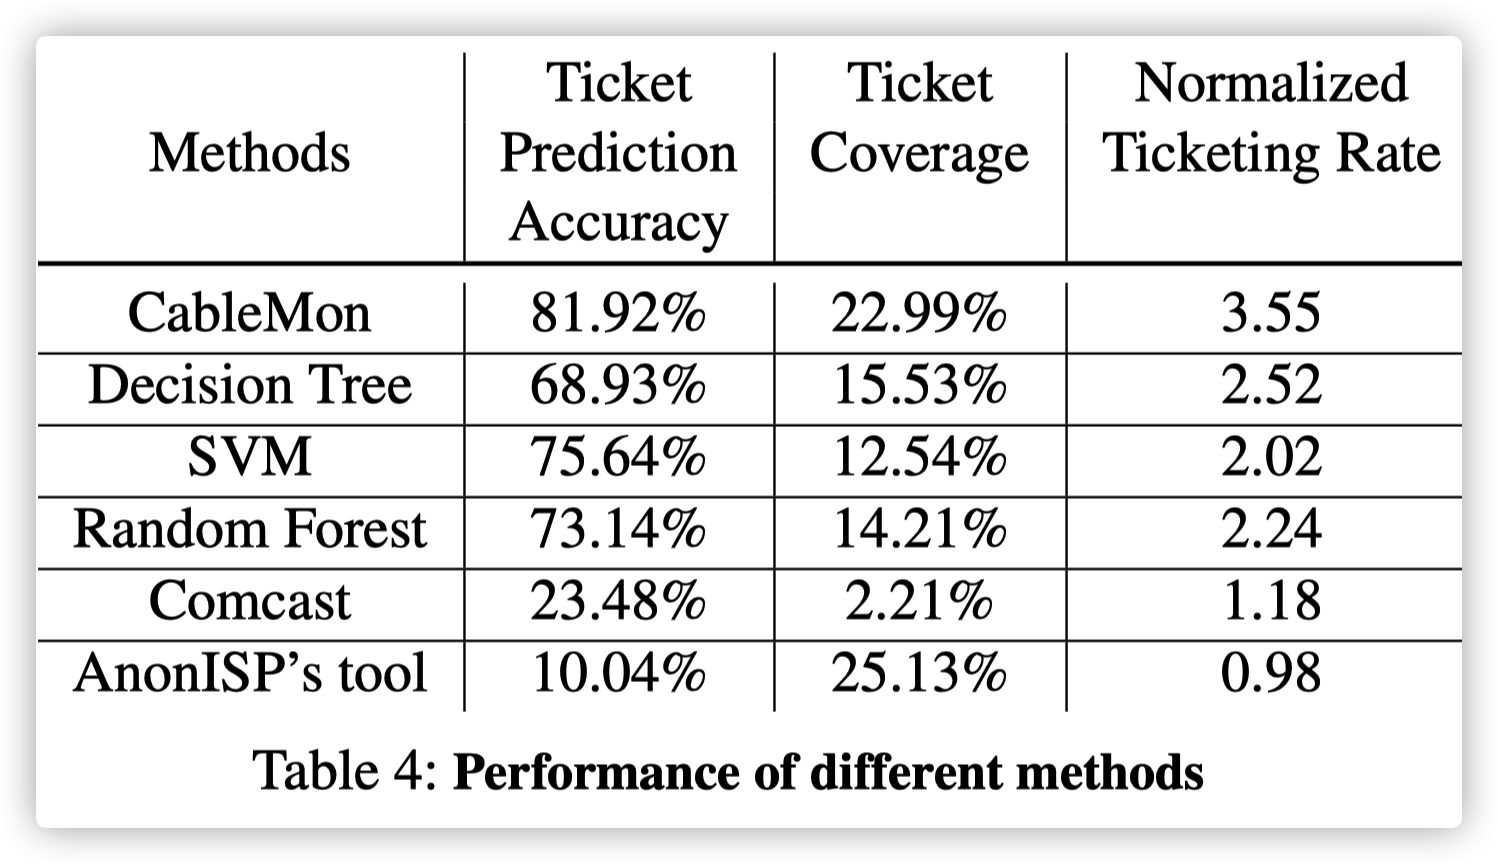 Methods | Ticket Prediction Accuracy | Ticket Coverage | Normalized Ticketing Rate
CableMon | 81.92% | 22.99% | 3.55
Decision Tree | 68.93% | 15.53% | 2.52
SVM | 75.64% | 12.54% | 2.02
Random Forest | 73.14% | 14.21% | 2.24
Comcast | 23.48% | 2.21% | 1.18
AnonISP’s tool | 10.04% | 25.13% | 0.98
Table 4: Performance of different methods